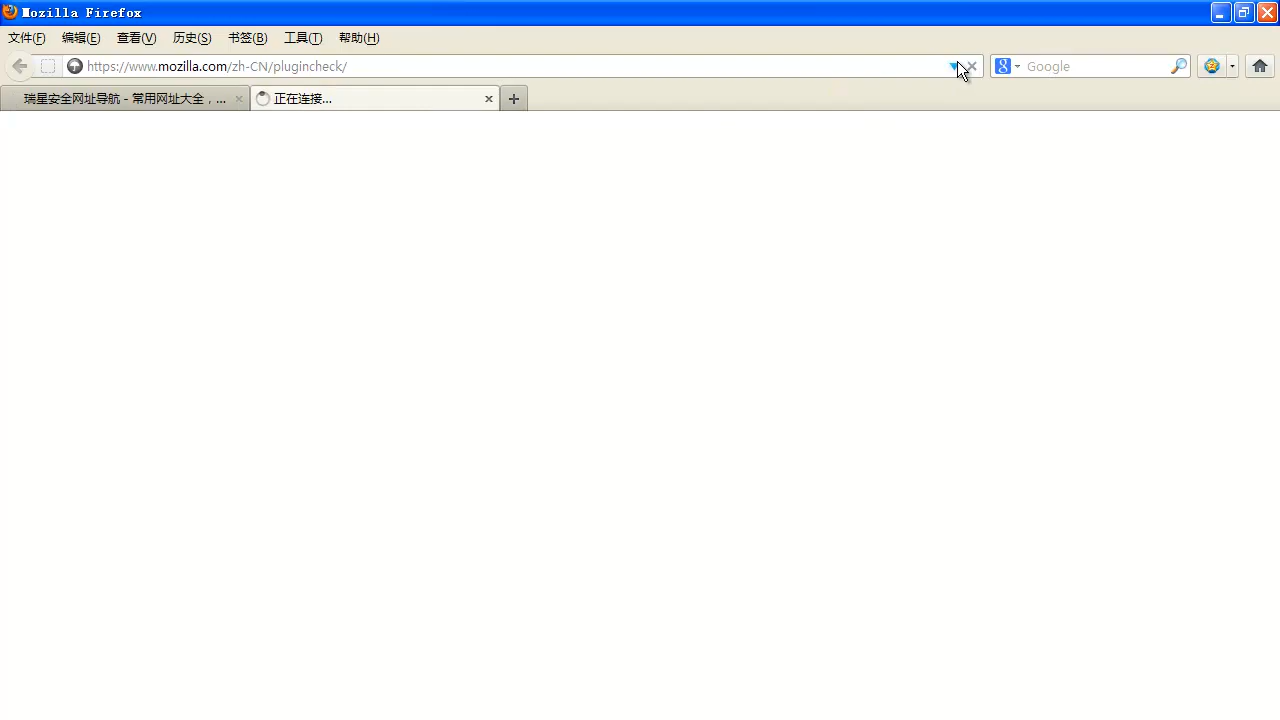 Mozilla Firefox
文件(F) 编辑(E) 查看(V) 历史(S) 书签(B) 工具(T) 帮助(H)
https://www.mozilla.com/zh-CN/plugincheck/ Google
瑞星安全网址导航 - 常用网址大全，... 正在连接...